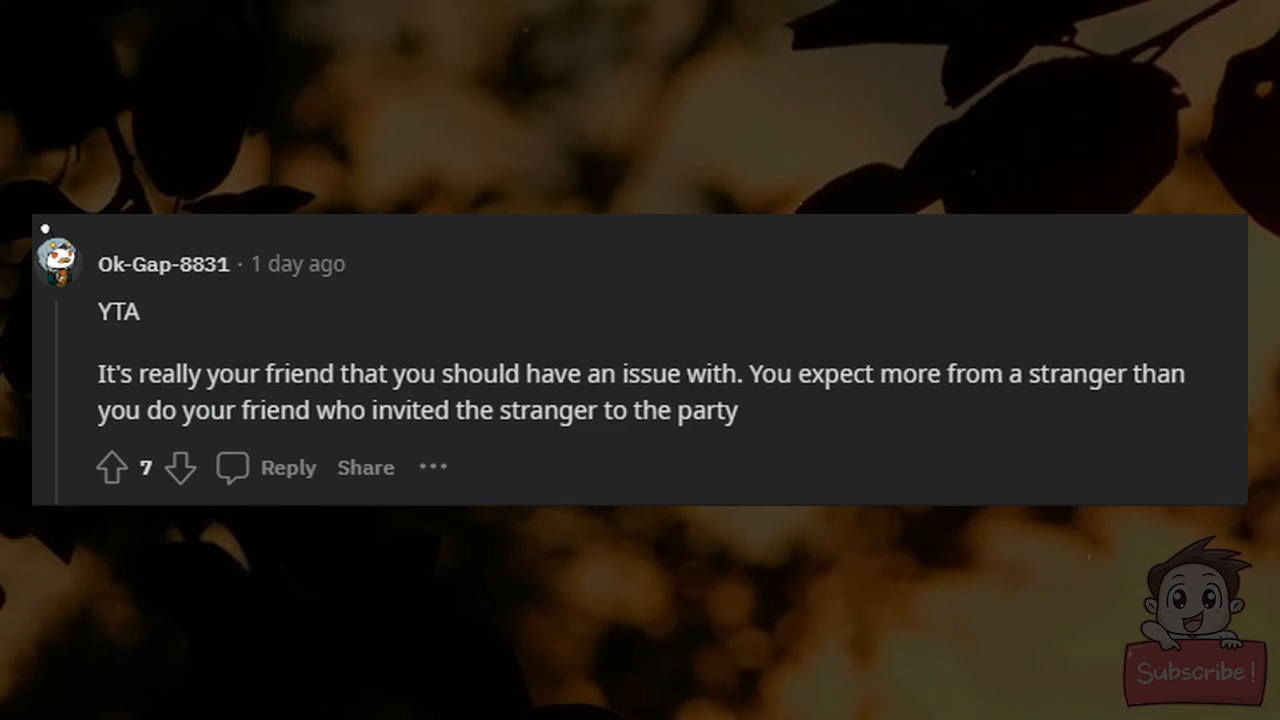 Ok-Gap-8831 · 1 day ago
YTA
It's really your friend that you should have an issue with. You expect more from a stranger than
you do your friend who invited the stranger to the party
7 Reply Share ...
Subscribe!